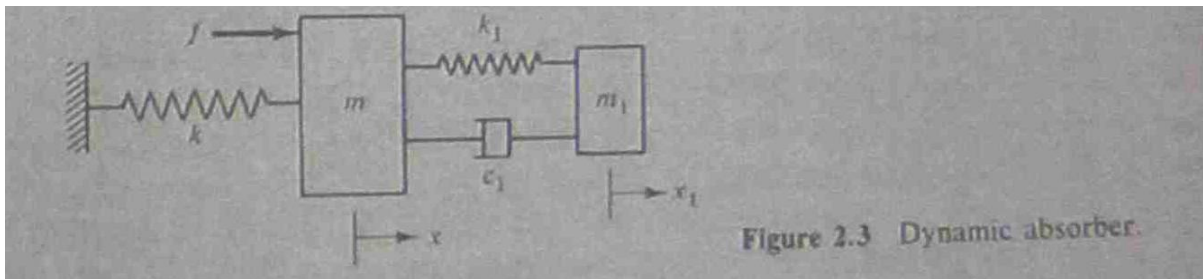 f
k₁
k
m
m₁
c₁
x₁
x
Figure 2.3 Dynamic absorber.